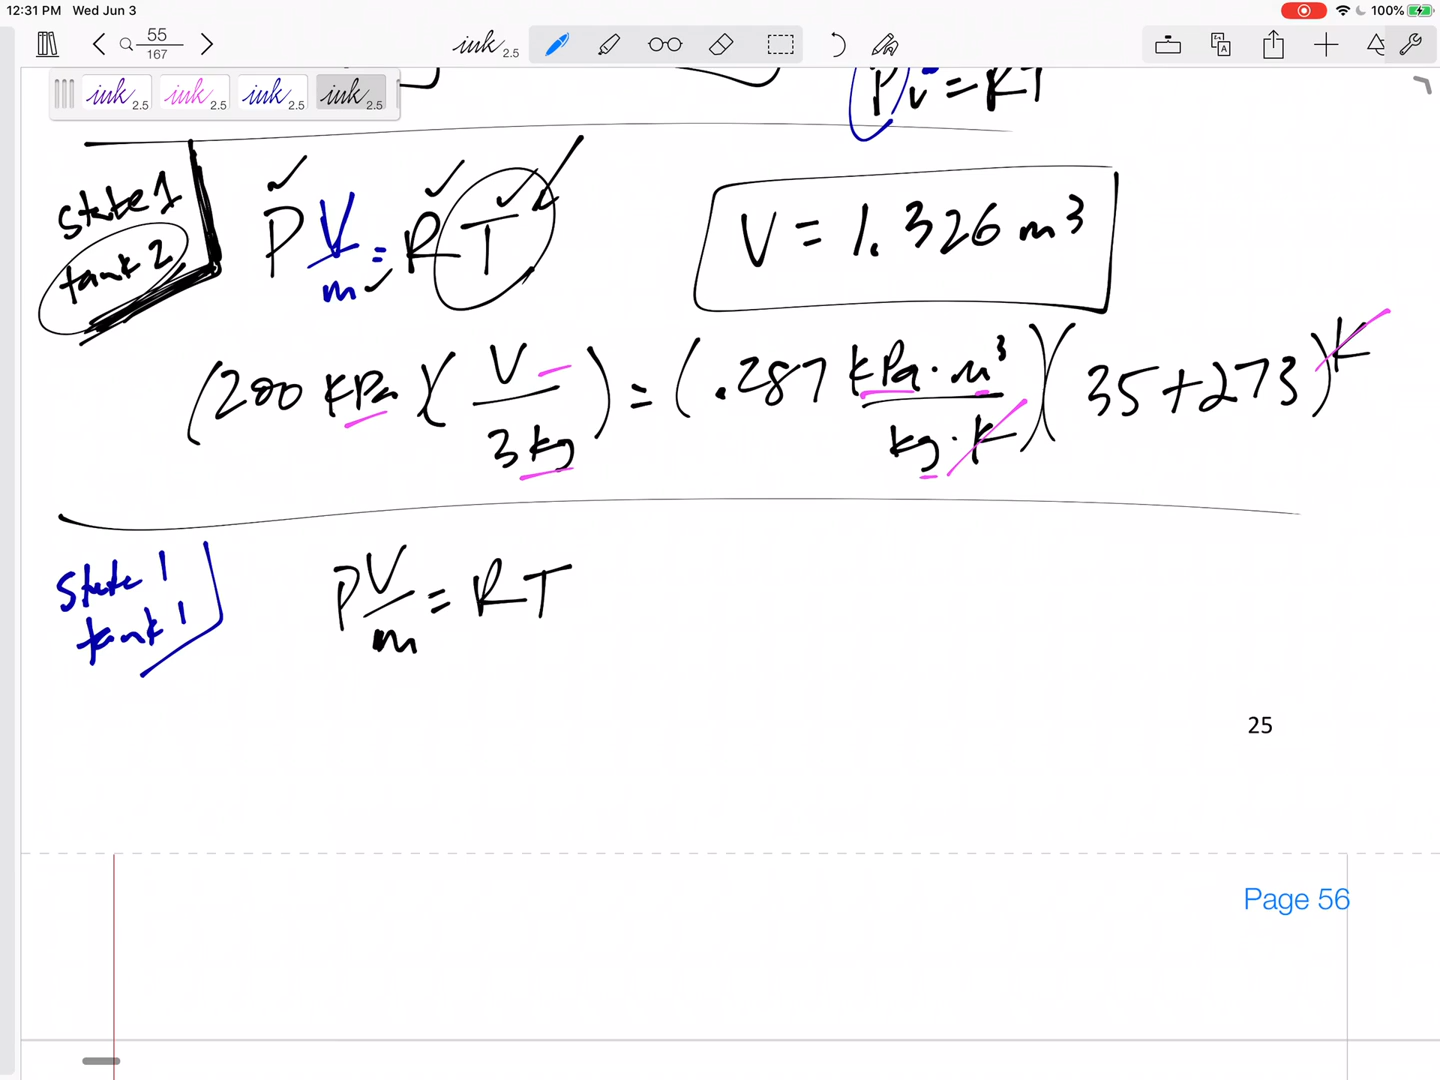 12:31 PM Wed Jun 3
100%
55
167
ink 2.5
ink 2.5 ink 2.5 ink 2.5 ink 2.5
Pv = RT
State 1
tank 2
P V/m = RT
V = 1.326 m³
(200 kPa)(V/3 kg) = (.287 kPa·m³/kg·K)(35+273)K
State 1
tank 1
P V/m = RT
25
Page 56